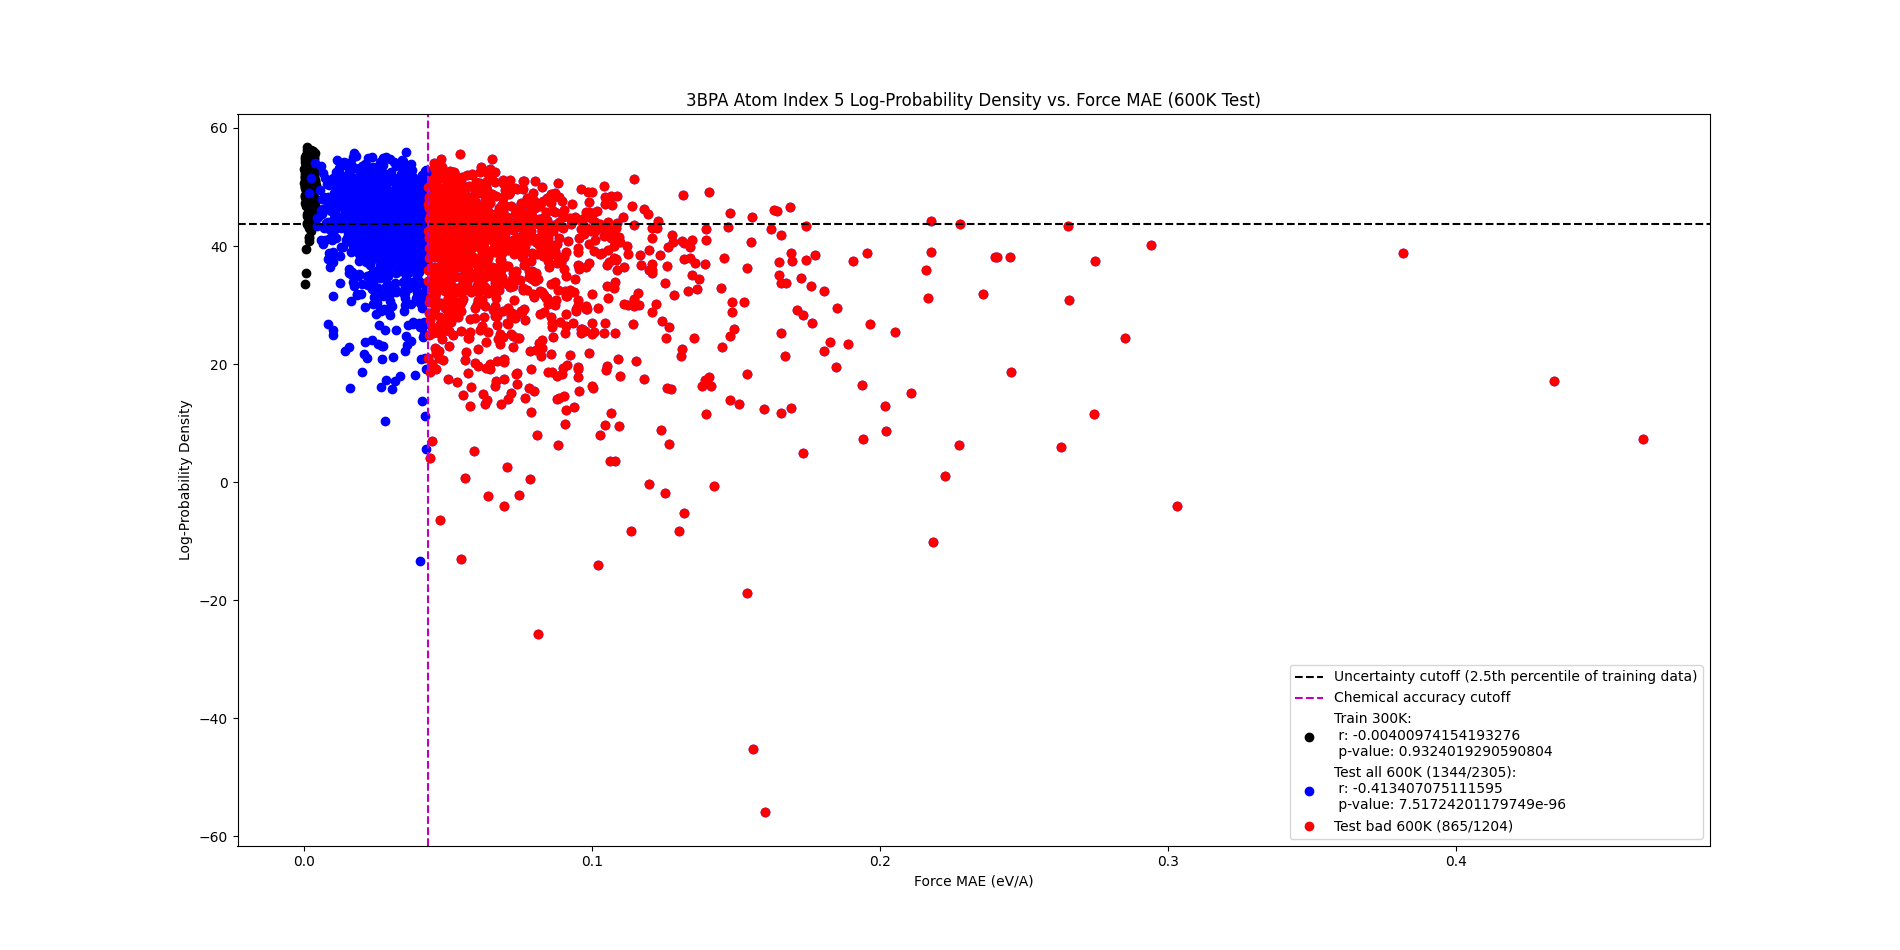 3BPA Atom Index 5 Log-Probability Density vs. Force MAE (600K Test)
60
40
20
0
−20
−40
−60
Log-Probability Density
0.0
0.1
0.2
0.3
0.4
Force MAE (eV/A)
Uncertainty cutoff (2.5th percentile of training data)
Chemical accuracy cutoff
Train 300K:
r: -0.00400974154193276
p-value: 0.9324019290590804
Test all 600K (1344/2305):
r: -0.413407075111595
p-value: 7.51724201179749e-96
Test bad 600K (865/1204)